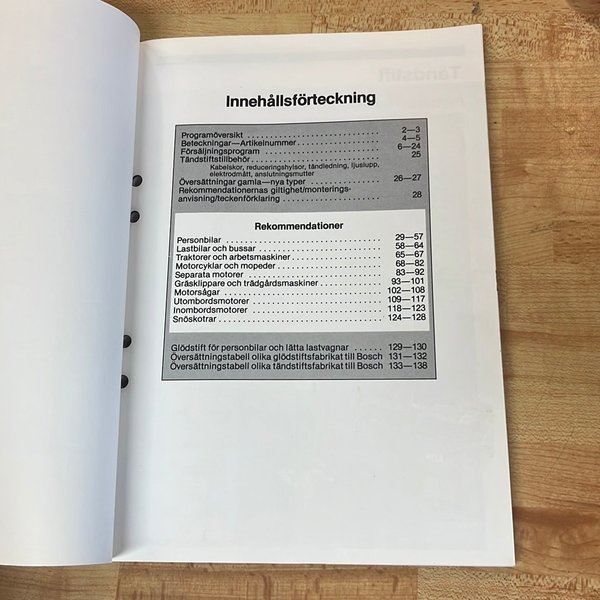 Tändstift
Innehållsförteckning
Programöversikt . . . . . . . . . . . . . . . . . . . . . . . . . . 2—3
Beteckningar—Artikelnummer . . . . . . . . . . . . . . . . 4—5
Försäljningsprogram . . . . . . . . . . . . . . . . . . . . . . 6—24
Tändstiftstillbehör . . . . . . . . . . . . . . . . . . . . . . . . 25
Kabelskor, reduceringshylsor, tändledning, ljuslupp,
elektrodmått, anslutningsmutter
Översättningar gamla—nya typer . . . . . . . . . . . . . . 26—27
Rekommendationernas giltighet/monterings-
anvisning/teckenförklaring . . . . . . . . . . . . . . . . . . 28
Rekommendationer
Personbilar . . . . . . . . . . . . . . . . . . . . . . . . . . . . 29—57
Lastbilar och bussar . . . . . . . . . . . . . . . . . . . . . . 58—64
Traktorer och arbetsmaskiner . . . . . . . . . . . . . . . . 65—67
Motorcyklar och mopeder . . . . . . . . . . . . . . . . . . . 68—82
Separata motorer . . . . . . . . . . . . . . . . . . . . . . . . 83—92
Gräsklippare och trädgårdsmaskiner . . . . . . . . . . . . 93—101
Motorsågar . . . . . . . . . . . . . . . . . . . . . . . . . . . . 102—108
Utombordsmotorer . . . . . . . . . . . . . . . . . . . . . . . 109—117
Inombordsmotorer . . . . . . . . . . . . . . . . . . . . . . . 118—123
Snöskotrar . . . . . . . . . . . . . . . . . . . . . . . . . . . . 124—128
Glödstift för personbilar och lätta lastvagnar . . . . . . 129—130
Översättningstabell olika glödstiftsfabrikat till Bosch 131—132
Översättningstabell olika tändstiftsfabrikat till Bosch 133—138